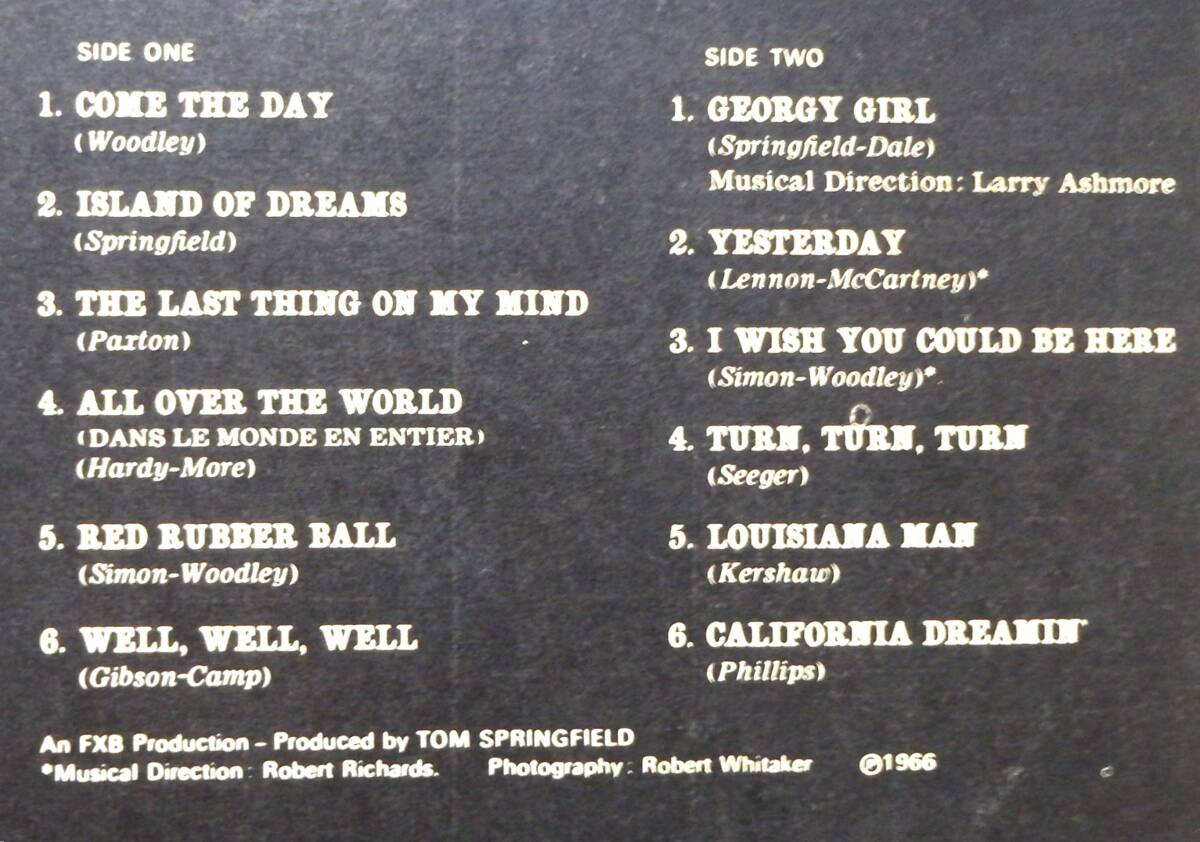 SIDE ONE
1. COME THE DAY
(Woodley)
2. ISLAND OF DREAMS
(Springfield)
3. THE LAST THING ON MY MIND
(Paxton)
4. ALL OVER THE WORLD
(DANS LE MONDE EN ENTIER)
(Hardy-More)
5. RED RUBBER BALL
(Simon-Woodley)
6. WELL, WELL, WELL
(Gibson-Camp)
SIDE TWO
1. GEORGY GIRL
(Springfield-Dale)
Musical Direction: Larry Ashmore
2. YESTERDAY
(Lennon-McCartney)*
3. I WISH YOU COULD BE HERE
(Simon-Woodley)*
4. TURN, TURN, TURN
(Seeger)
5. LOUISIANA MAN
(Kershaw)
6. CALIFORNIA DREAMIN'
(Phillips)
An FXB Production – Produced by TOM SPRINGFIELD
*Musical Direction: Robert Richards. Photography: Robert Whitaker ℗1966